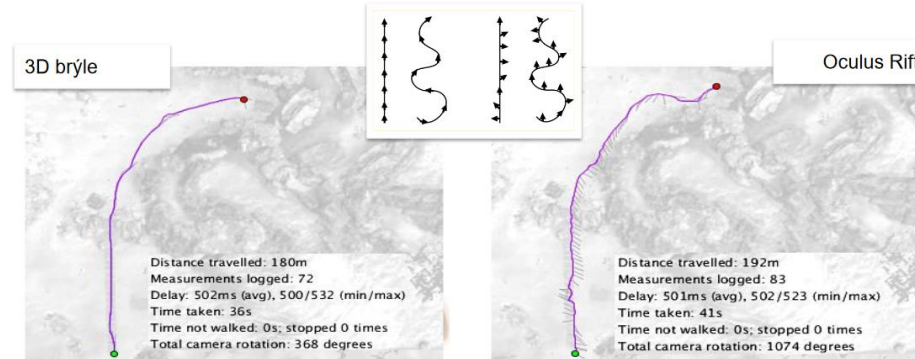 3D brýle
Oculus Rift
Distance travelled: 180m
Measurements logged: 72
Delay: 502ms (avg), 500/532 (min/max)
Time taken: 36s
Time not walked: 0s; stopped 0 times
Total camera rotation: 368 degrees
Distance travelled: 192m
Measurements logged: 83
Delay: 501ms (avg), 502/523 (min/max)
Time taken: 41s
Time not walked: 0s; stopped 0 times
Total camera rotation: 1074 degrees